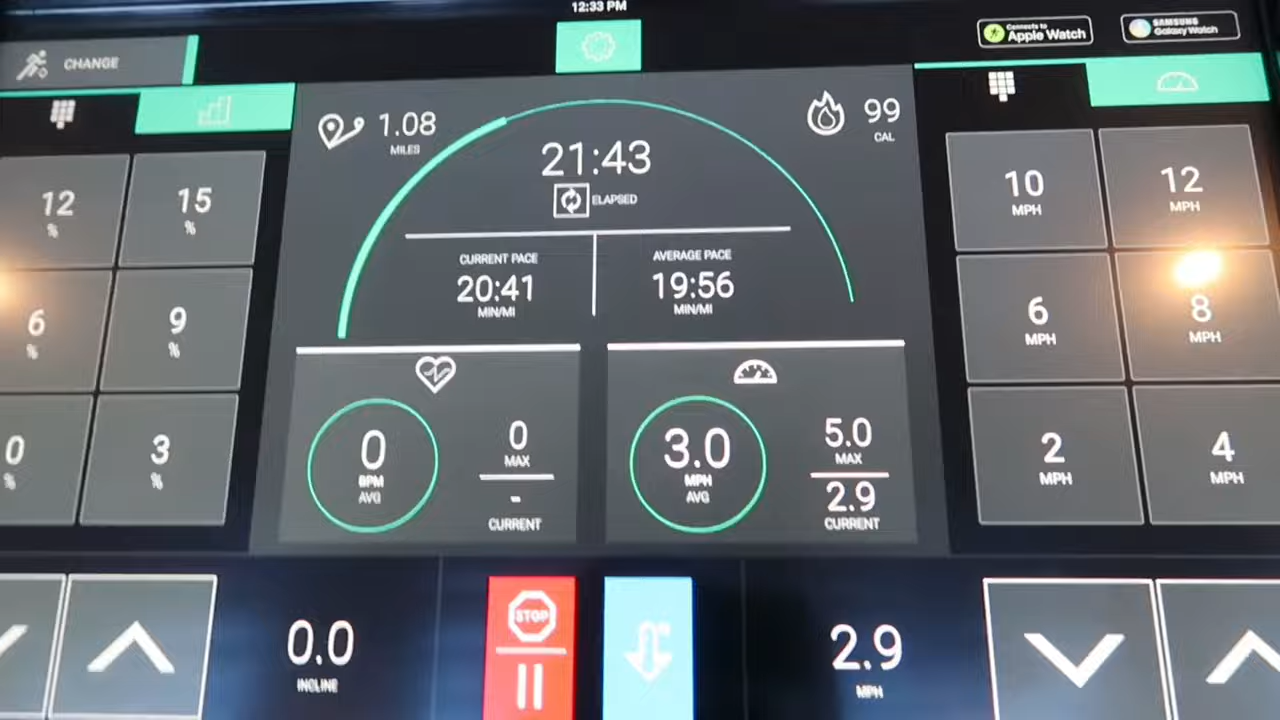 12:33 PM
Connects to
Apple Watch
SAMSUNG
Galaxy Watch
CHANGE
12
%
15
%
6
%
9
%
0
%
3
%
1.08
MILES
99
CAL
21:43
ELAPSED
CURRENT PACE
20:41
MIN/MI
AVERAGE PACE
19:56
MIN/MI
0
BPM
AVG
0
MAX
-
CURRENT
3.0
MPH
AVG
5.0
MAX
2.9
CURRENT
10
MPH
12
MPH
6
MPH
8
MPH
2
MPH
4
MPH
0.0
INCLINE
STOP
2.9
MPH